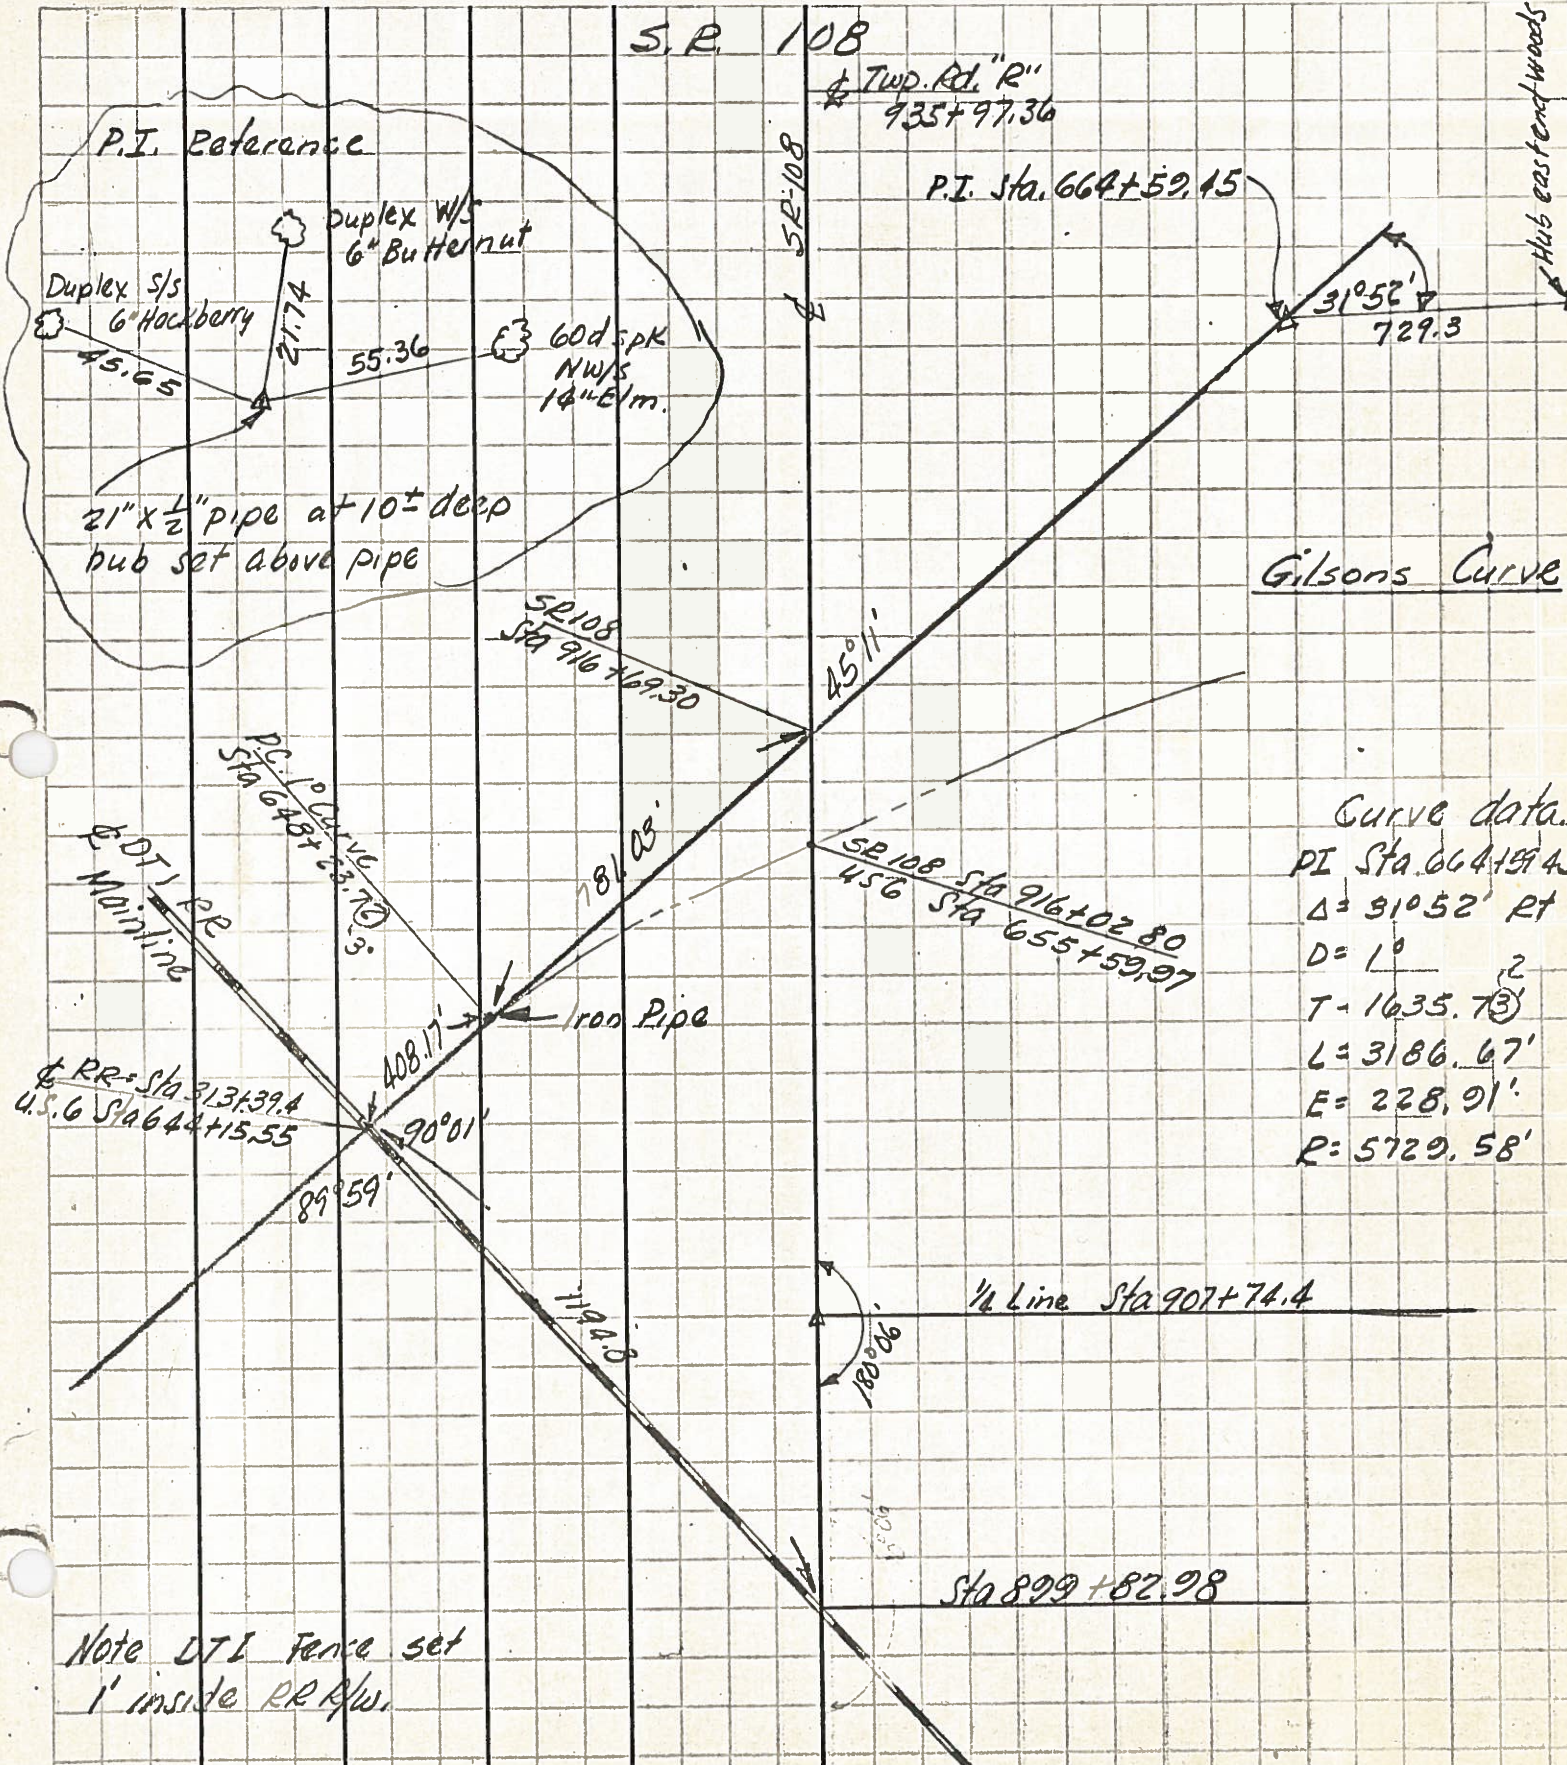 S.R. 108
℄ Twp. Rd. "R"
935+97.36
P.I. Reference
P.I. Sta. 664+59.45
Hub east end woods
℄ SR-108
Duplex W/S
6" Butternut
Duplex S/S
6" Hackberry
21.74
45.65
55.36
60d spk
NW/S
14" Elm.
31°52'
729.3
21" x 1/2" pipe at 10± deep
hub set above pipe
Gilsons Curve
SR108
Sta 916+69.30
45°11'
P.C. 1° Curve
Sta 648+23.72
3.
781.03'
℄ DTI RR
Mainline
SR 108 Sta 916+02.80
US6 Sta 655+59.97
Curve data.
PI Sta. 664+59.4
Δ= 31°52' Rt
D= 1°
2
T- 1635.73'
L= 3186.67'
E= 228.91'
R= 5729.58'
Iron Pipe
408.17'
℄ RR= Sta 313+39.4
U.S.6 Sta 644+15.55
90°01'
89°59'
1194.8
1/4 Line Sta 907+74.4
180°06'
Sta 899+82.98
Note DTI Fence set
1' inside RR R/W.